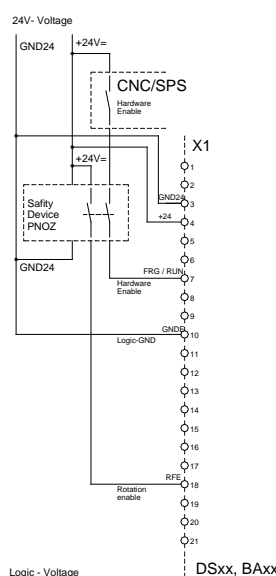 24V- Voltage
GND24
+24V=
CNC/SPS
Hardware
Enable
X1
1
+24V=
2
GND24
3
Safity
Device
PNOZ
+24
4
5
6
GND24
FRG / RUN
7
Hardware
Enable
8
9
GNDD
10
Logic-GND
11
12
13
14
15
16
17
RFE
18
Rotation
enable
19
20
21
Logic - Voltage
DSxx, BAxx